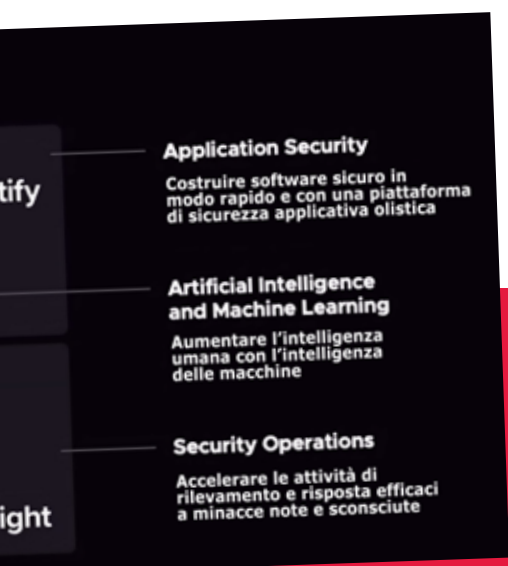 tify
Application Security
Costruire software sicuro in
modo rapido e con una piattaforma
di sicurezza applicativa olistica
Artificial Intelligence
and Machine Learning
Aumentare l'intelligenza
umana con l'intelligenza
delle macchine
Security Operations
Accelerare le attività di
rilevamento e risposta efficaci
a minacce note e sconsciute
ight